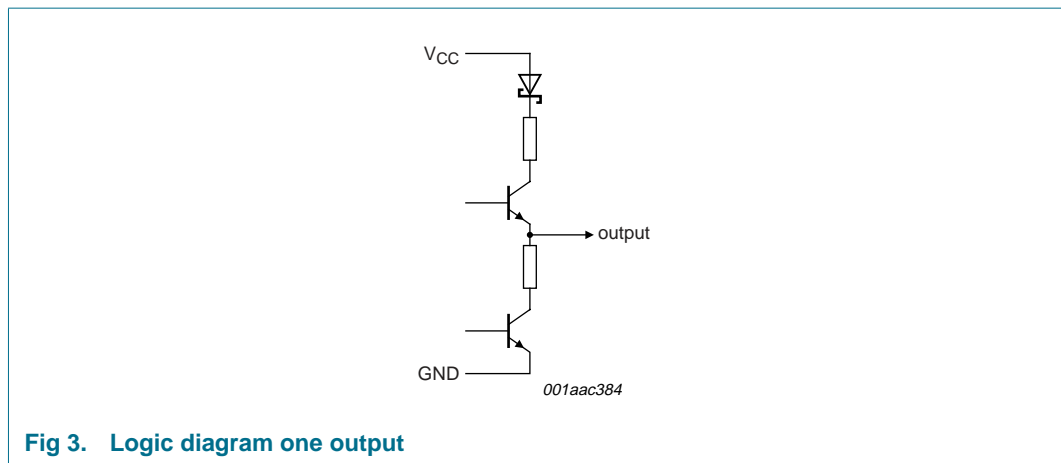 VCC
output
GND
001aac384
Fig 3. Logic diagram one output